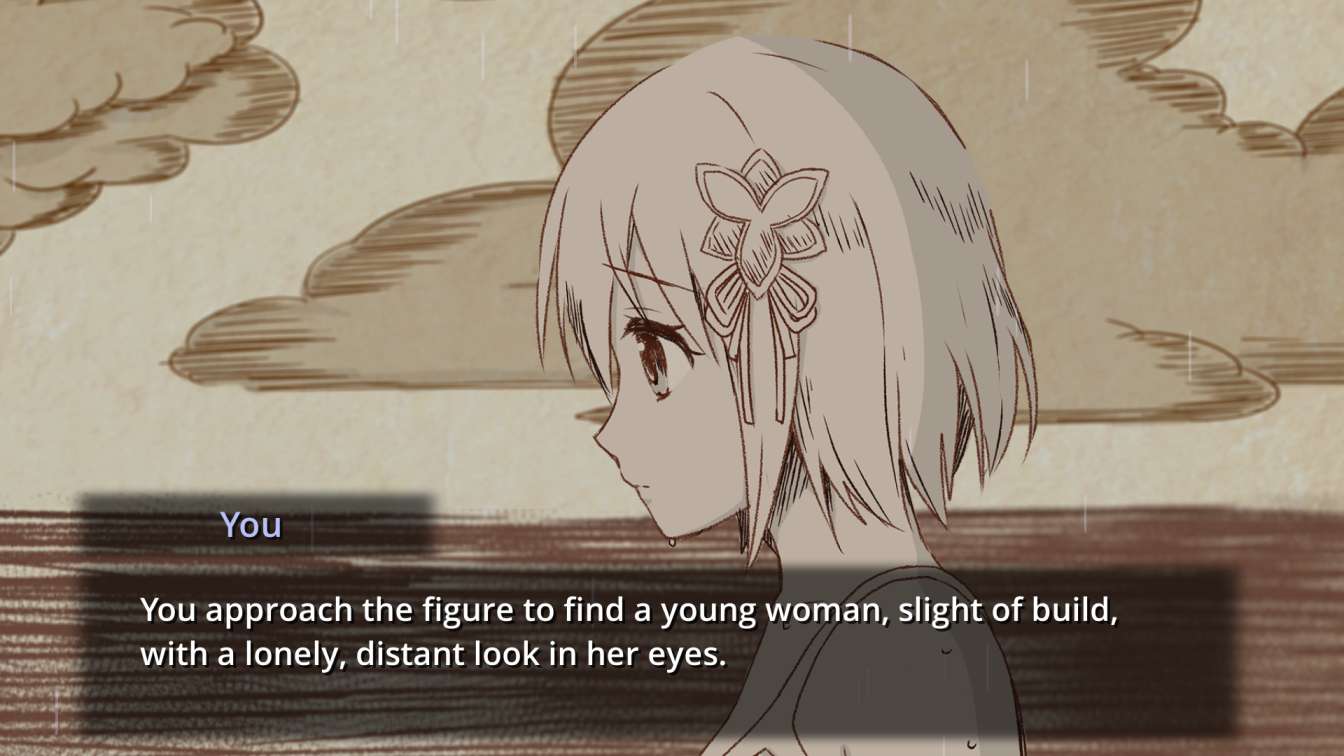 You
You approach the figure to find a young woman, slight of build,
with a lonely, distant look in her eyes.